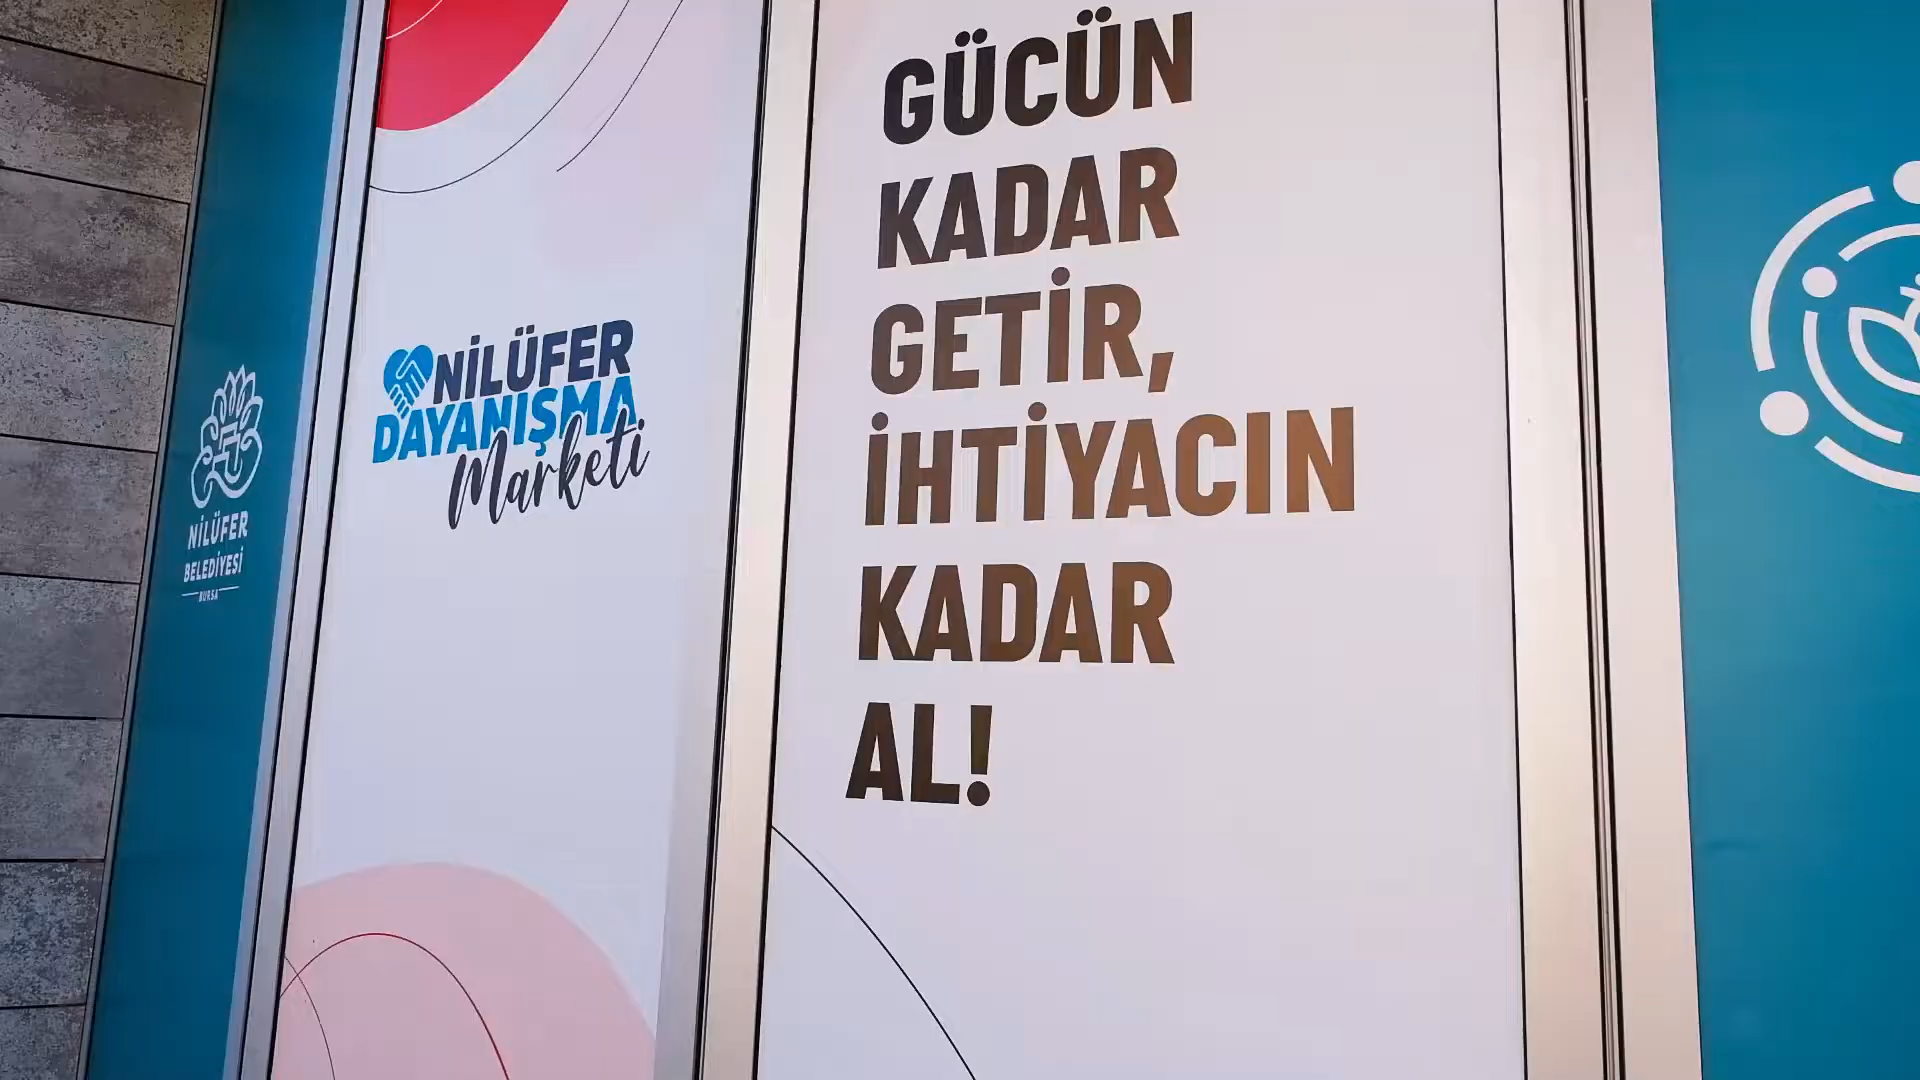 NİLÜFER
BELEDİYESİ
BURSA
NİLÜFER
DAYANIŞMA
Marketi
GÜCÜN
KADAR
GETİR,
İHTİYACIN
KADAR
AL!